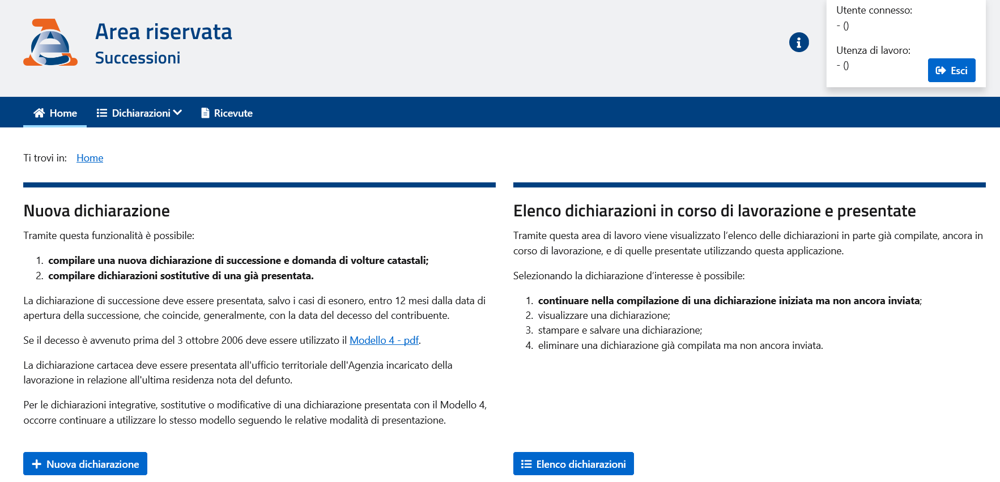 Area riservata
Successioni
Utente connesso:
- ()
Utenza di lavoro:
- ()
Esci
Home
Dichiarazioni
Ricevute
Ti trovi in: Home
Nuova dichiarazione
Tramite questa funzionalità è possibile:
1. compilare una nuova dichiarazione di successione e domanda di volture catastali;
2. compilare dichiarazioni sostitutive di una già presentata.
La dichiarazione di successione deve essere presentata, salvo i casi di esonero, entro 12 mesi dalla data di
apertura della successione, che coincide, generalmente, con la data del decesso del contribuente.
Se il decesso è avvenuto prima del 3 ottobre 2006 deve essere utilizzato il Modello 4 - pdf.
La dichiarazione cartacea deve essere presentata all'ufficio territoriale dell'Agenzia incaricato della
lavorazione in relazione all'ultima residenza nota del defunto.
Per le dichiarazioni integrative, sostitutive o modificative di una dichiarazione presentata con il Modello 4,
occorre continuare a utilizzare lo stesso modello seguendo le relative modalità di presentazione.
Nuova dichiarazione
Elenco dichiarazioni in corso di lavorazione e presentate
Tramite questa area di lavoro viene visualizzato l’elenco delle dichiarazioni in parte già compilate, ancora in
corso di lavorazione, e di quelle presentate utilizzando questa applicazione.
Selezionando la dichiarazione d’interesse è possibile:
1. continuare nella compilazione di una dichiarazione iniziata ma non ancora inviata;
2. visualizzare una dichiarazione;
3. stampare e salvare una dichiarazione;
4. eliminare una dichiarazione già compilata ma non ancora inviata.
Elenco dichiarazioni